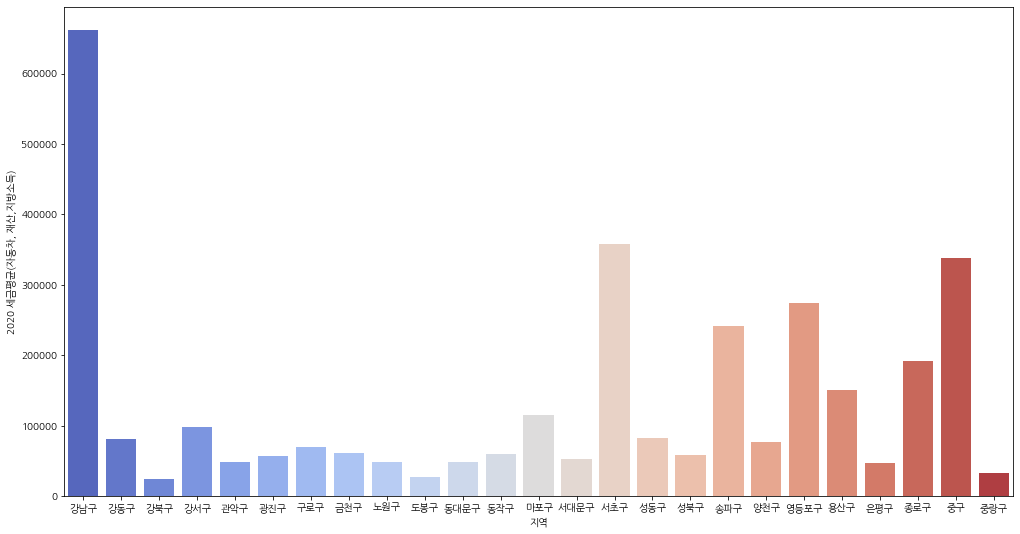 2020 세금평균(자동차, 재산,지방소득)
600000
500000
400000
300000
200000
100000
0
강남구 강동구 강북구 강서구 관악구 광진구 구로구 금천구 노원구 도봉구 동대문구 동작구 마포구 서대문구 서초구 성동구 성북구 송파구 양천구 영등포구 용산구 은평구 종로구 중구 중랑구
지역